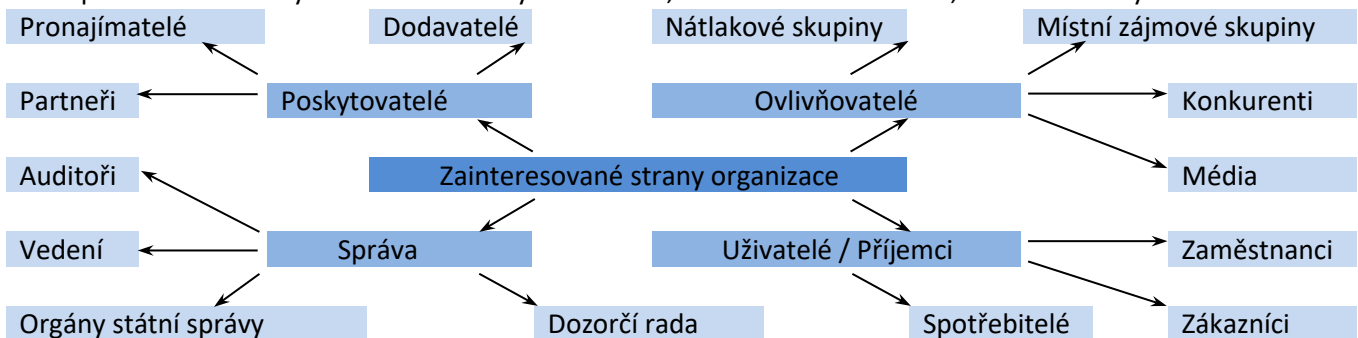 Pronajímatelé
Dodavatelé
Nátlakové skupiny
Místní zájmové skupiny
Partneři
Poskytovatelé
Ovlivňovatelé
Konkurenti
Auditoři
Zainteresované strany organizace
Média
Vedení
Správa
Uživatelé / Příjemci
Zaměstnanci
Orgány státní správy
Dozorčí rada
Spotřebitelé
Zákazníci